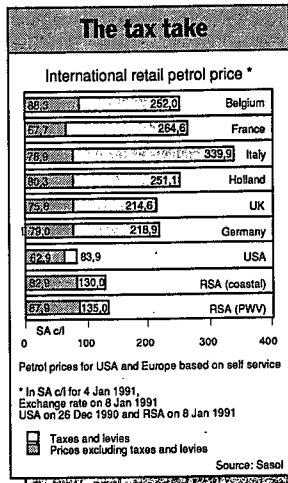 The tax take
International retail petrol price *
88,3 252,0 Belgium
67,7 264,6 France
78,9 339,9 Italy
80,3 251,1 Holland
75,8 214,6 UK
79,0 218,9 Germany
62,9 83,9 USA
82,9 130,0 RSA (coastal)
87,9 135,0 RSA (PWV)
SA c/l
0 100 200 300 400
Petrol prices for USA and Europe based on self service
* In SA c/l for 4 Jan 1991,
Exchange rate on 8 Jan 1991
USA on 26 Dec 1990 and RSA on 8 Jan 1991
Taxes and levies
Prices excluding taxes and levies
Source: Sasol